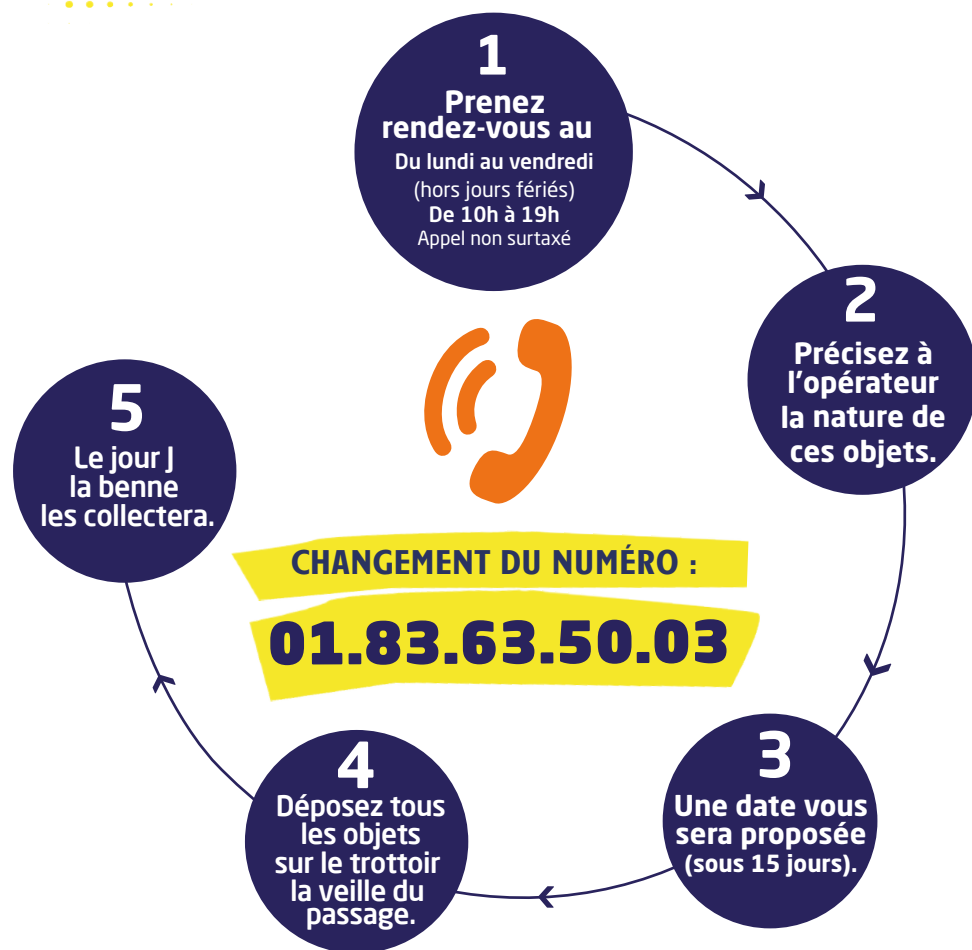 1
Prenez
rendez-vous au
Du lundi au vendredi
(hors jours fériés)
De 10h à 19h
Appel non surtaxé
2
Précisez à
l'opérateur
la nature de
ces objets.
3
Une date vous
sera proposée
(sous 15 jours).
4
Déposez tous
les objets
sur le trottoir
la veille du
passage.
5
Le jour J
la benne
les collectera.
CHANGEMENT DU NUMÉRO :
01.83.63.50.03